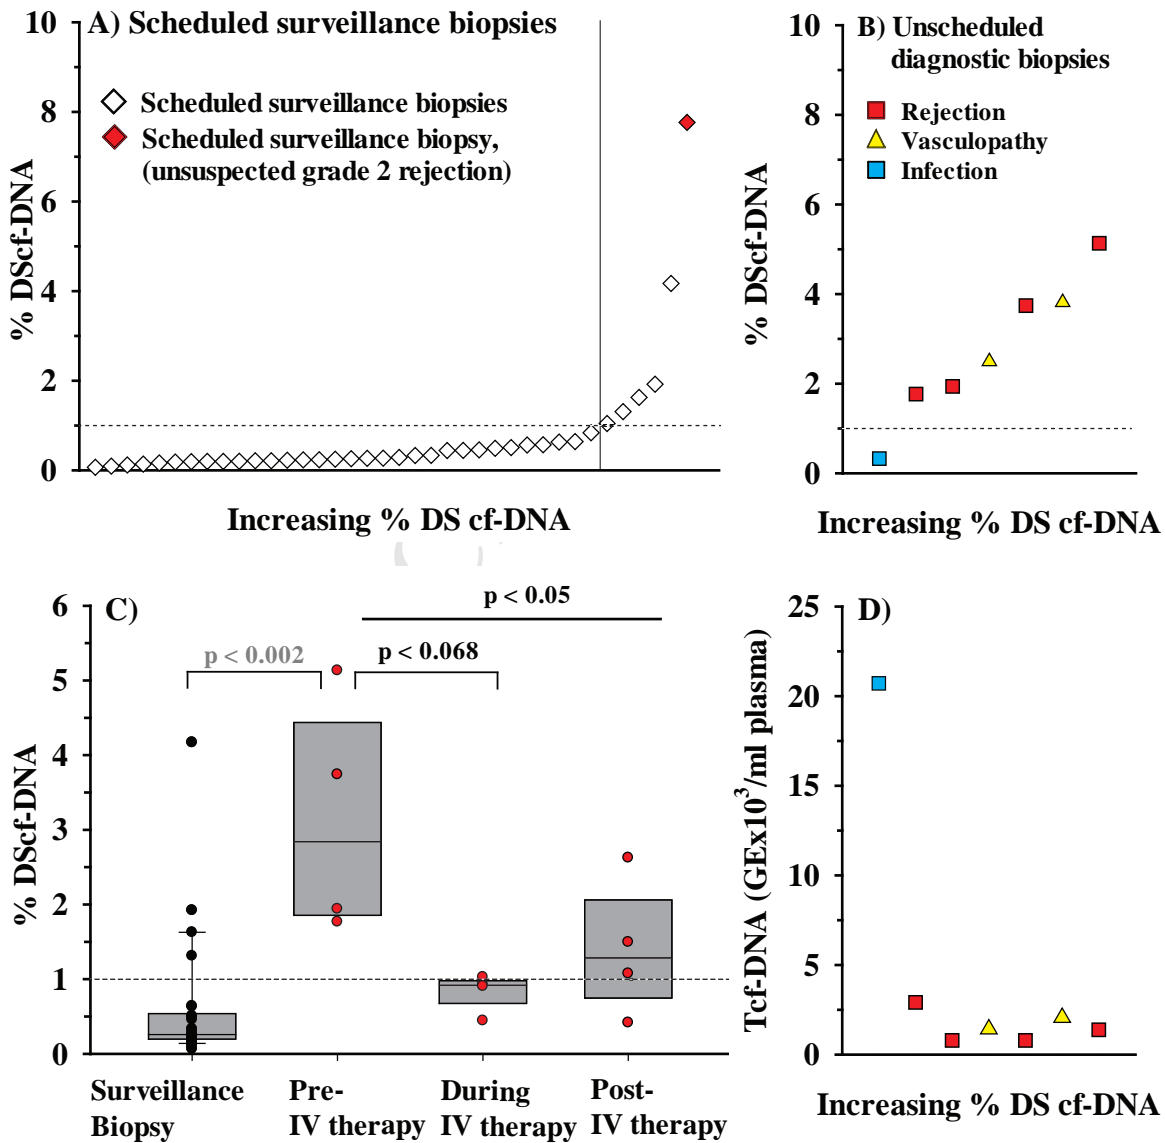 A) Scheduled surveillance biopsies
10
8
6
4
2
0
% DScf-DNA
Scheduled surveillance biopsies
Scheduled surveillance biopsy,
(unsuspected grade 2 rejection)
Increasing % DS cf-DNA
B) Unscheduled
diagnostic biopsies
10
8
6
4
2
0
% DScf-DNA
Rejection
Vasculopathy
Infection
Increasing % DS cf-DNA
C)
6
5
4
3
2
1
0
% DScf-DNA
p < 0.05
p < 0.002
p < 0.068
Surveillance
Biopsy
Pre-
IV therapy
During
IV therapy
Post-
IV therapy
D)
25
20
15
10
5
0
Tcf-DNA (GEx10³/ml plasma)
Increasing % DS cf-DNA